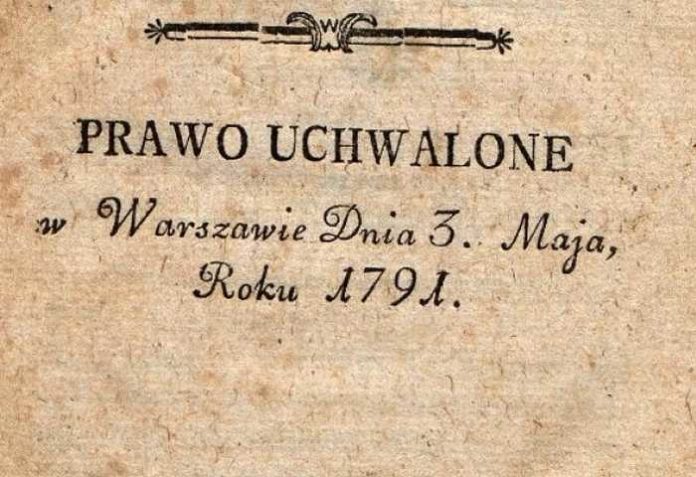 PRAWO UCHWALONE
w Warszawie Dnia 3. Maja,
Roku 1791.